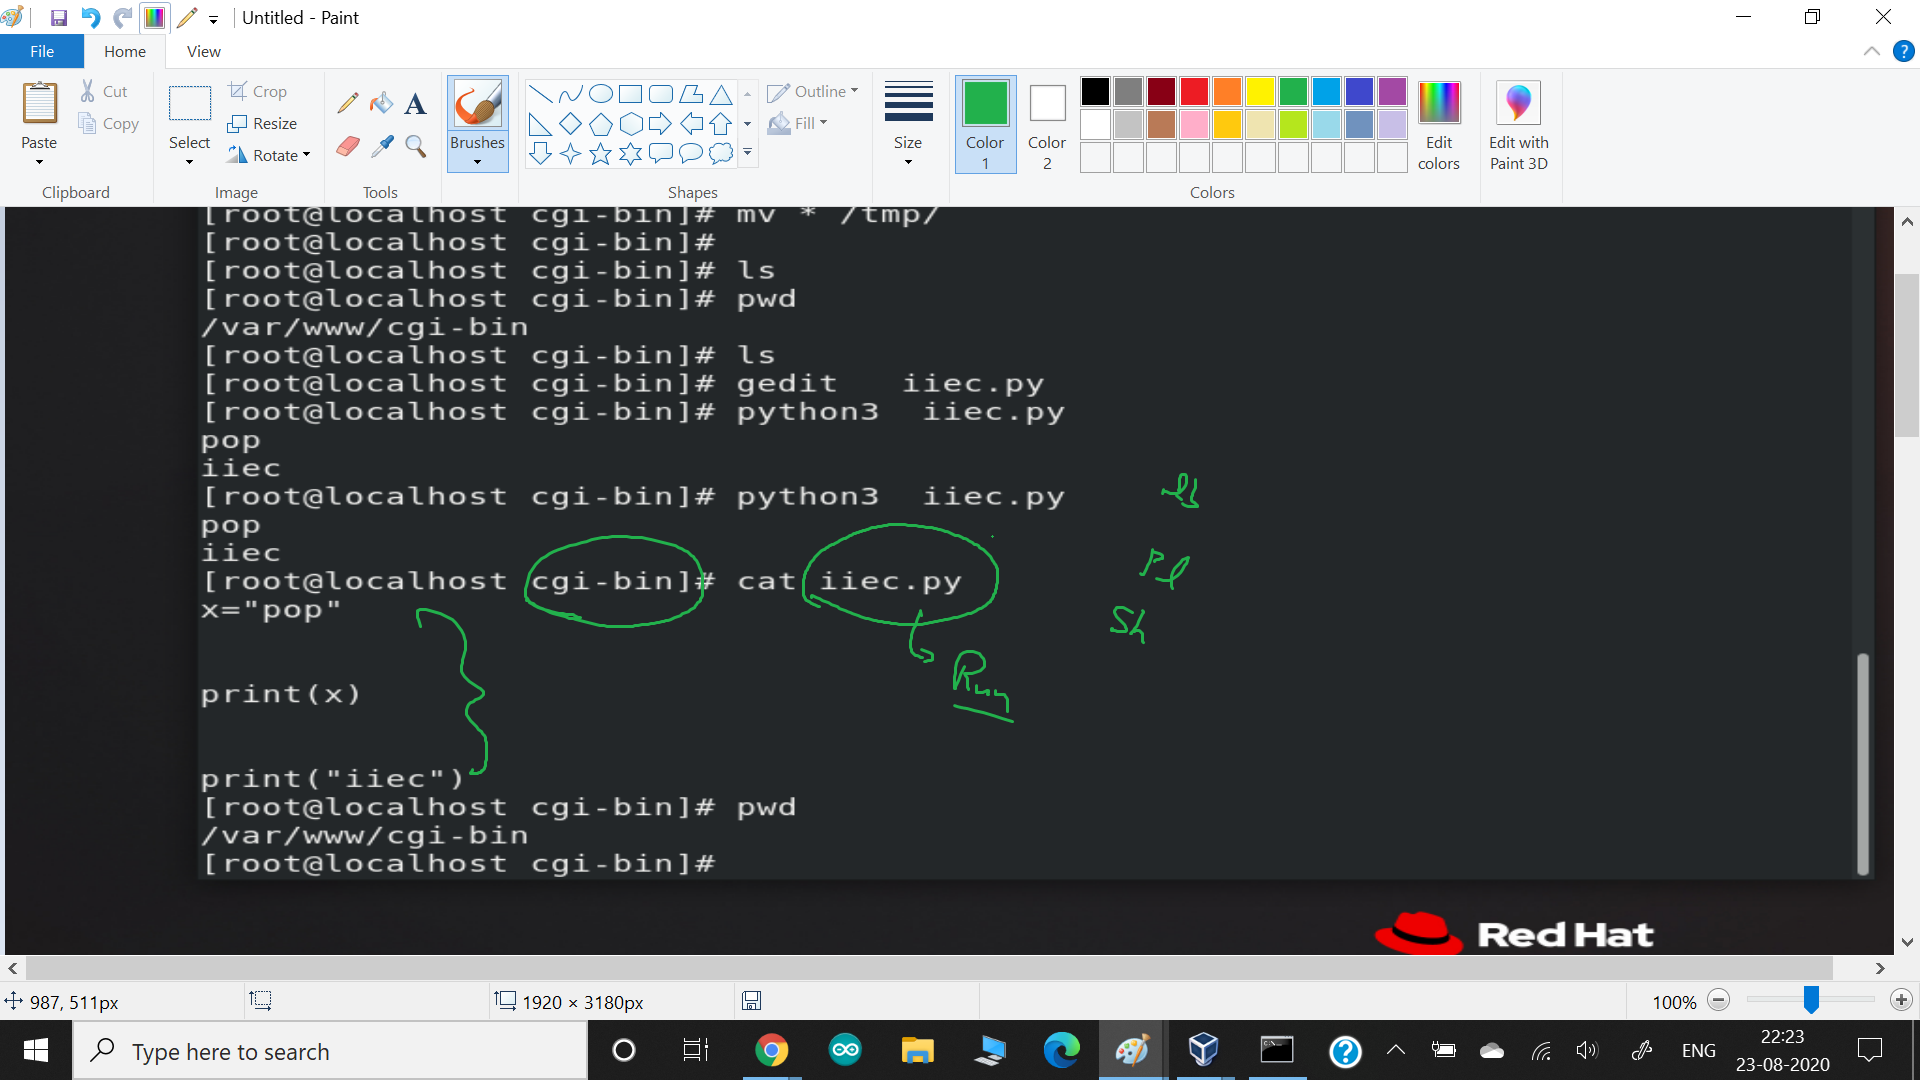 Untitled - Paint
File Home View
Paste
Cut
Copy
Clipboard
Select
Crop
Resize
Rotate
Image
Tools
Brushes
Shapes
Outline
Fill
Size
Color 1
Color 2
Colors
Edit colors
Edit with Paint 3D
[root@localhost cgi-bin]# mv * /tmp/
[root@localhost cgi-bin]#
[root@localhost cgi-bin]# ls
[root@localhost cgi-bin]# pwd
/var/www/cgi-bin
[root@localhost cgi-bin]# ls
[root@localhost cgi-bin]# gedit iiec.py
[root@localhost cgi-bin]# python3 iiec.py
pop
iiec
[root@localhost cgi-bin]# python3 iiec.py
pop
iiec
[root@localhost cgi-bin]# cat iiec.py
x="pop"
Sh
Run
print(x)
print("iiec")
[root@localhost cgi-bin]# pwd
/var/www/cgi-bin
[root@localhost cgi-bin]#
Red Hat
987, 511px
1920 × 3180px
100%
Type here to search
ENG
22:23
23-08-2020